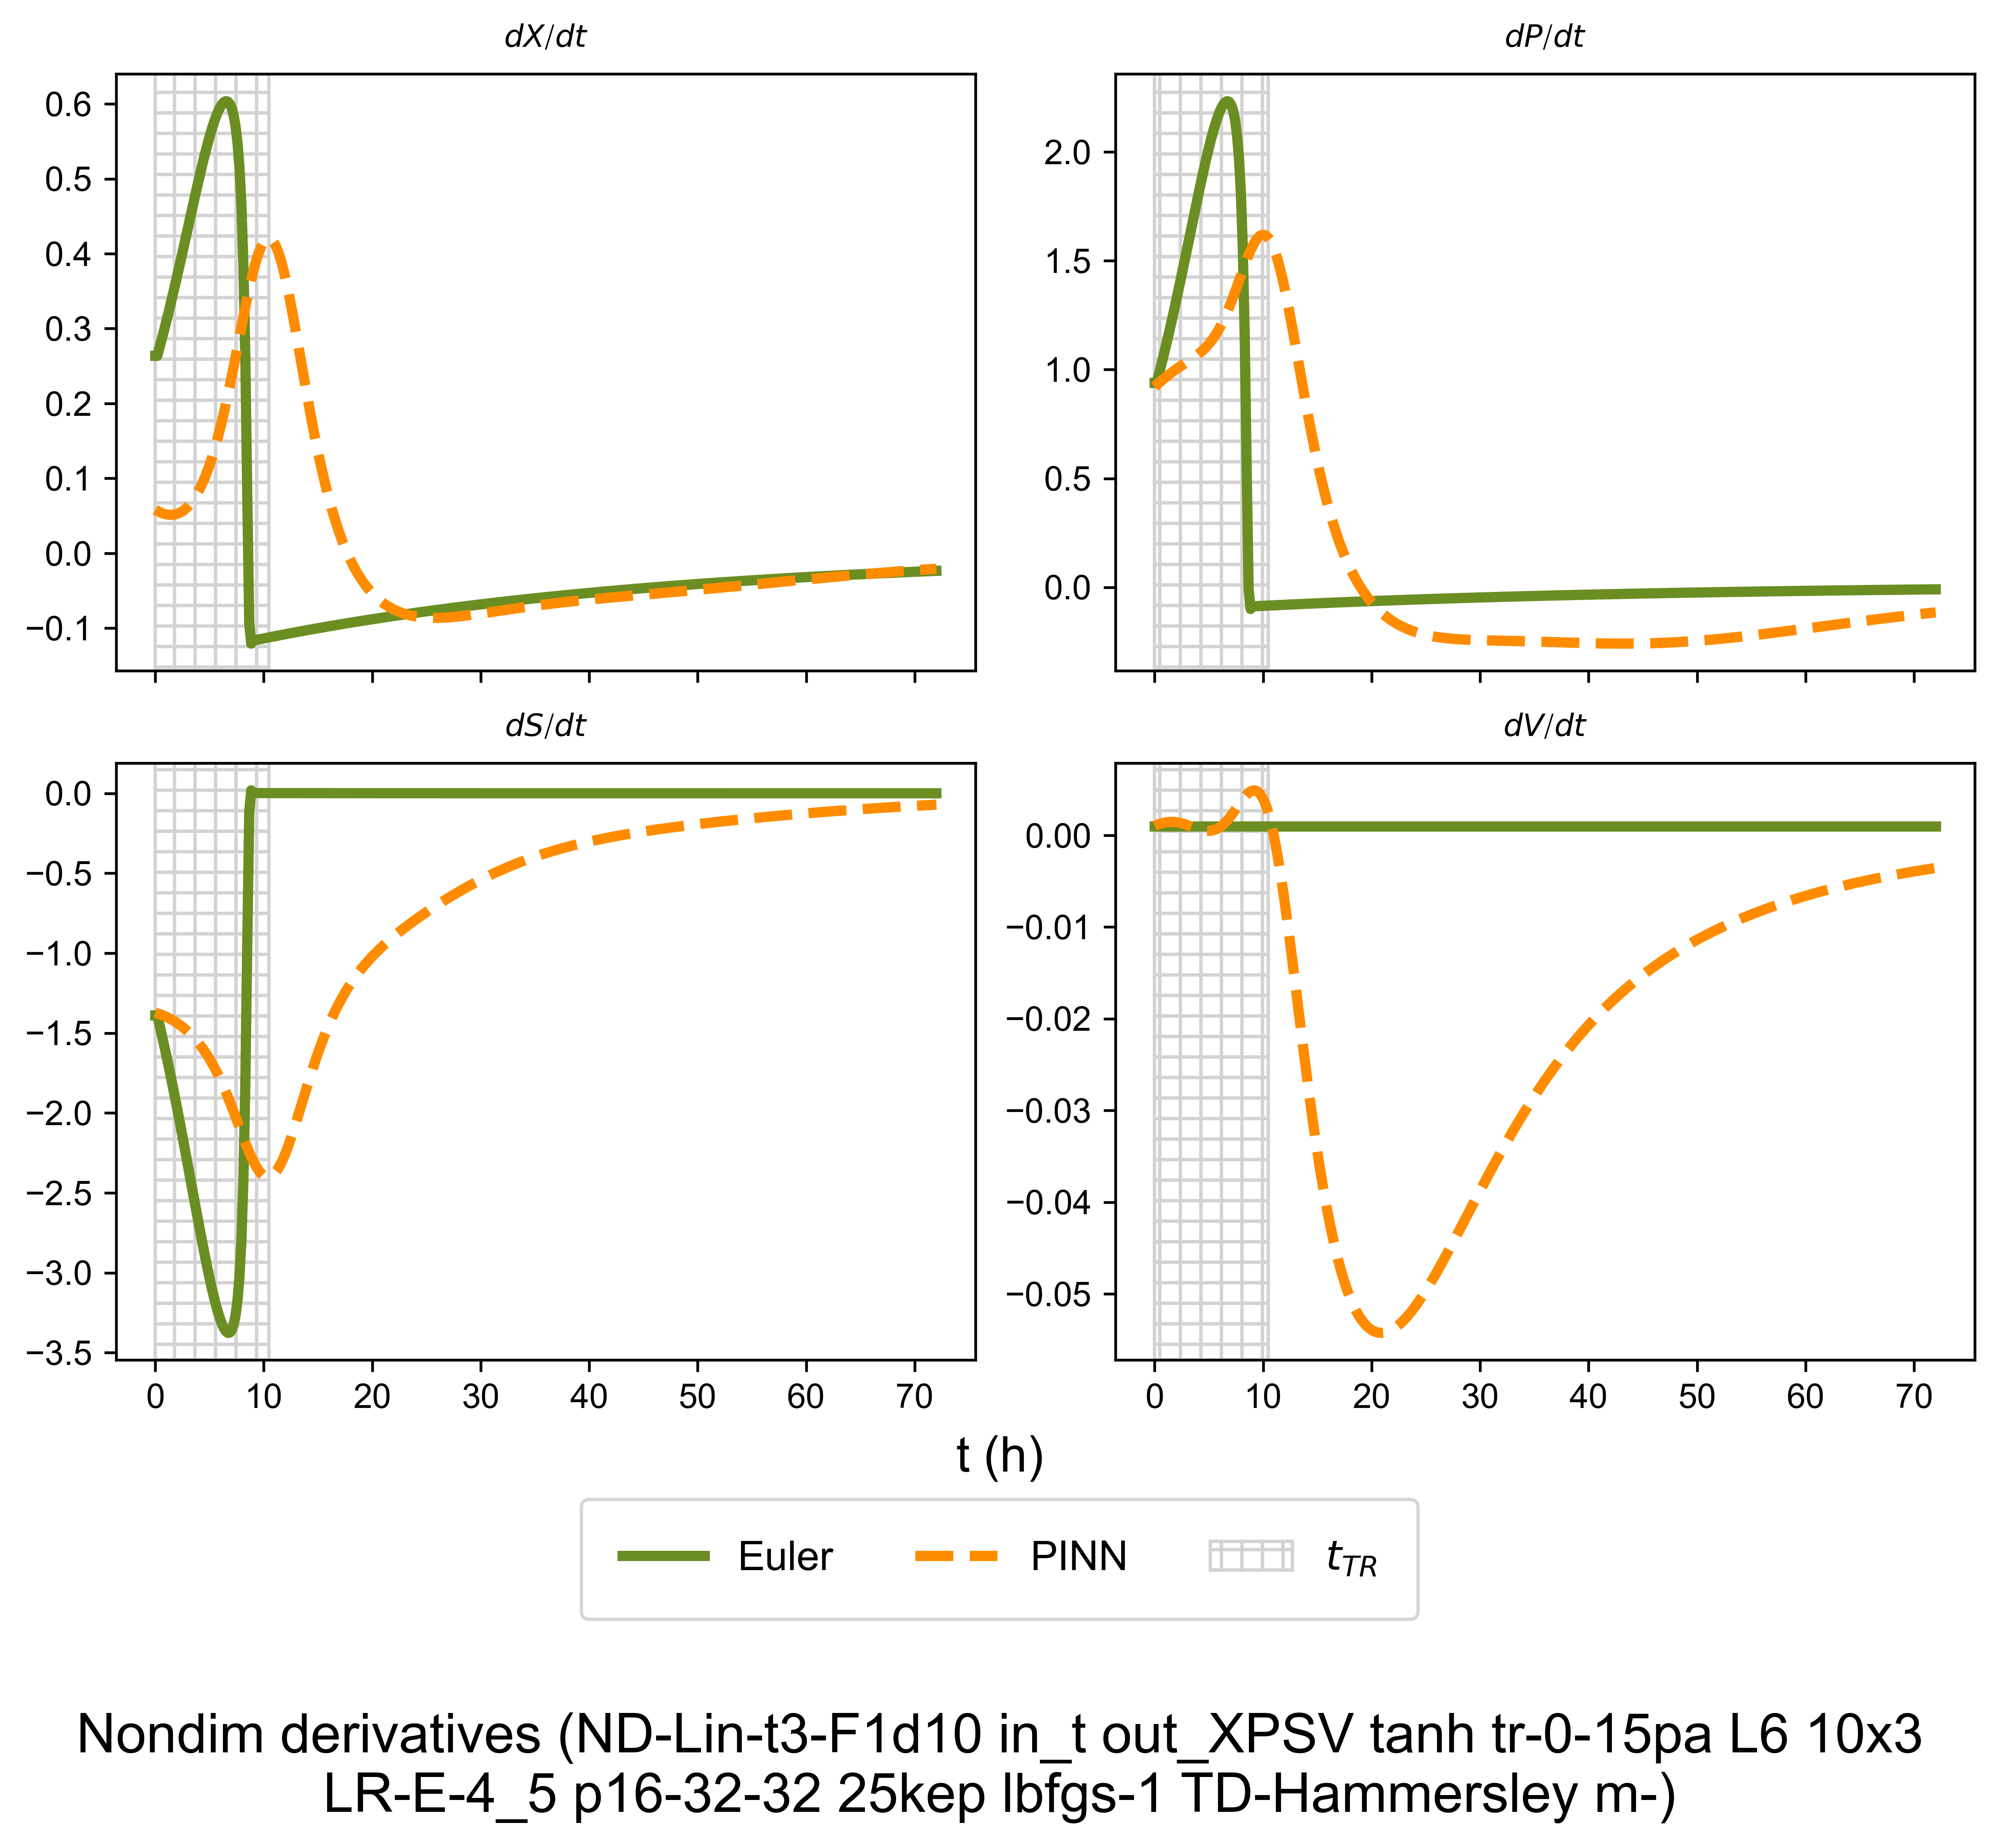 dX/dt
dP/dt
0.6
0.5
0.4
0.3
0.2
0.1
0.0
−0.1
2.0
1.5
1.0
0.5
0.0
dS/dt
dV/dt
0.0
−0.5
−1.0
−1.5
−2.0
−2.5
−3.0
−3.5
0.00
−0.01
−0.02
−0.03
−0.04
−0.05
0 10 20 30 40 50 60 70
0 10 20 30 40 50 60 70
t (h)
Euler PINN t_TR
Nondim derivatives (ND-Lin-t3-F1d10 in_t out_XPSV tanh tr-0-15pa L6 10x3
LR-E-4_5 p16-32-32 25kep lbfgs-1 TD-Hammersley m-)